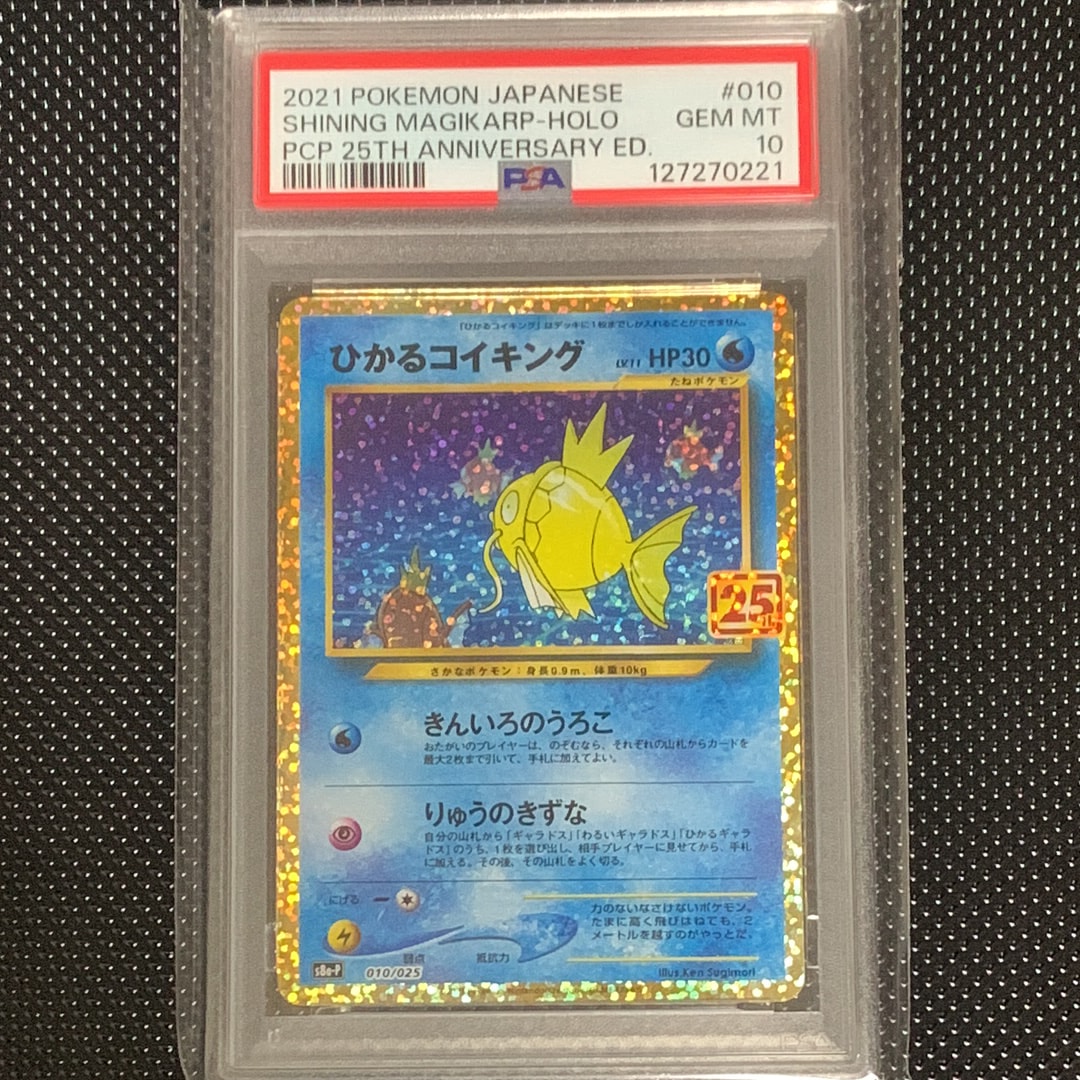 2021 POKEMON JAPANESE #010
SHINING MAGIKARP-HOLO GEM MT
PCP 25TH ANNIVERSARY ED. 10
PSA 127270221
「ひかるコイキング」はデッキに1枚までしか入れることができません。
ひかるコイキング LV.11 HP30
たねポケモン
25th
さかなポケモン：身長0.9m、体重10kg
きんいろのうろこ
おたがいのプレイヤーは、のぞむなら、それぞれの山札からカードを
最大2枚まで引いて、手札に加えてよい。
りゅうのきずな
自分の山札から「ギャラドス」「わるいギャラドス」「ひかるギャラ
ドス」のうち、1枚を選び出し、相手プレイヤーに見せてから、手札
に加える。その後、その山札をよく切る。
にげる
力のないなさけないポケモン。
たまに高く飛びはねても、2
メートルを越すのがやっとだ。
弱点 抵抗力
s8a-P 010/025
Illus.Ken Sugimori